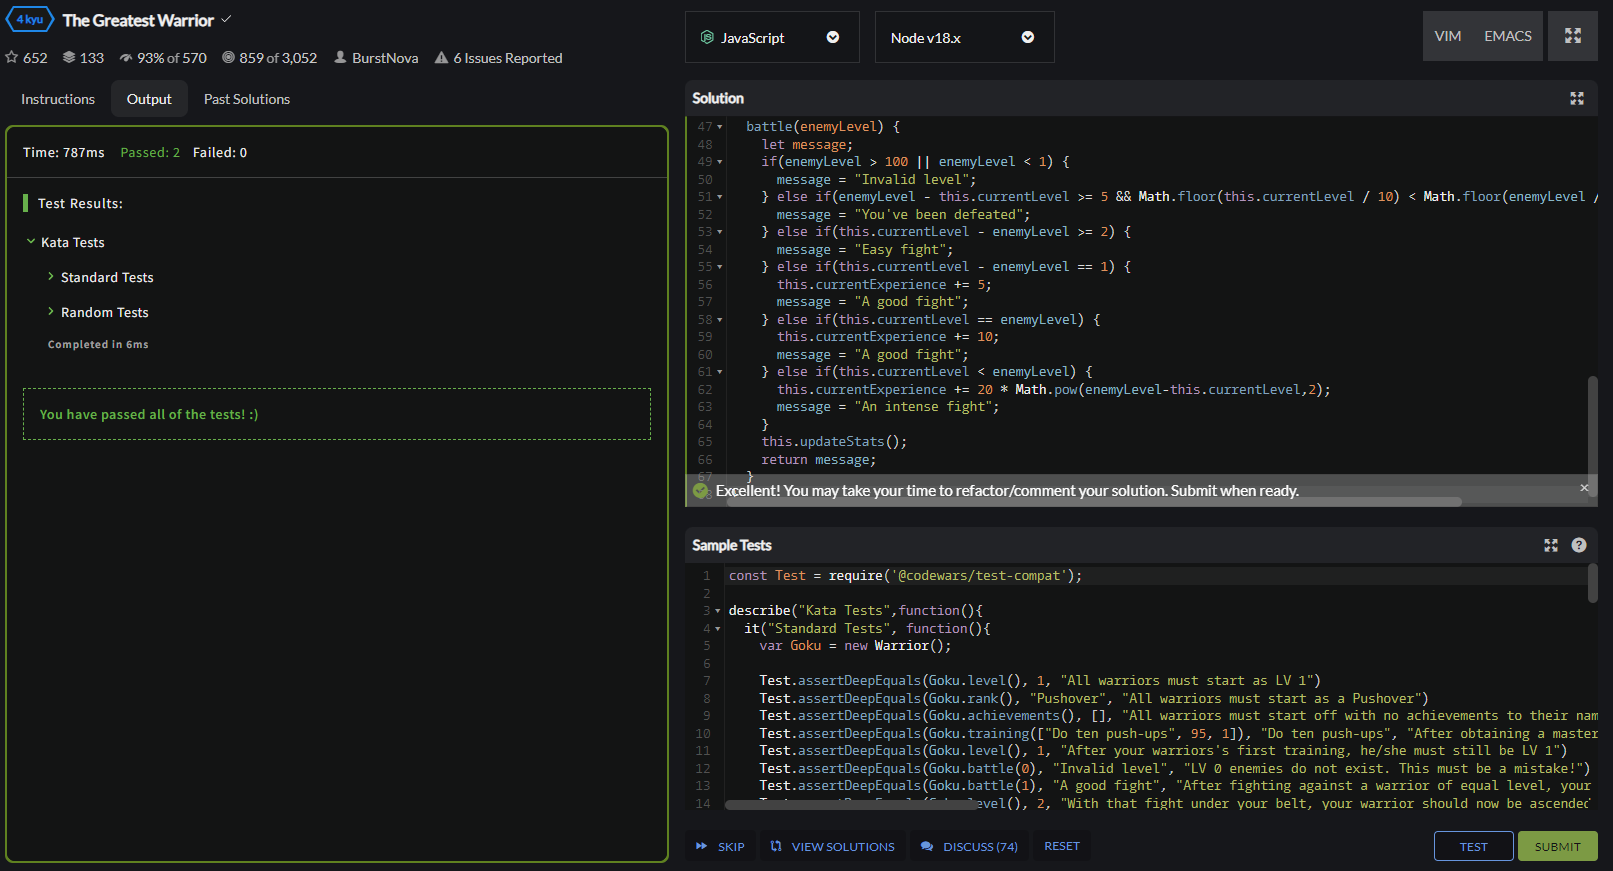 4 kyu The Greatest Warrior
652 133 93% of 570 859 of 3,052 BurstNova 6 Issues Reported
Instructions Output Past Solutions
Time: 787ms Passed: 2 Failed: 0
Test Results:
Kata Tests
Standard Tests
Random Tests
Completed in 6ms
You have passed all of the tests! :)
JavaScript Node v18.x VIM EMACS
Solution
47 battle(enemyLevel) {
48 let message;
49 if(enemyLevel > 100 || enemyLevel < 1) {
50 message = "Invalid level";
51 } else if(enemyLevel - this.currentLevel >= 5 && Math.floor(this.currentLevel / 10) < Math.floor(enemyLevel /
52 message = "You've been defeated";
53 } else if(this.currentLevel - enemyLevel >= 2) {
54 message = "Easy fight";
55 } else if(this.currentLevel - enemyLevel == 1) {
56 this.currentExperience += 5;
57 message = "A good fight";
58 } else if(this.currentLevel == enemyLevel) {
59 this.currentExperience += 10;
60 message = "A good fight";
61 } else if(this.currentLevel < enemyLevel) {
62 this.currentExperience += 20 * Math.pow(enemyLevel-this.currentLevel,2);
63 message = "An intense fight";
64 }
65 this.updateStats();
66 return message;
67 }
Excellent! You may take your time to refactor/comment your solution. Submit when ready.
Sample Tests
1 const Test = require('@codewars/test-compat');
2
3 describe("Kata Tests",function(){
4 it("Standard Tests", function(){
5 var Goku = new Warrior();
6
7 Test.assertDeepEquals(Goku.level(), 1, "All warriors must start as LV 1")
8 Test.assertDeepEquals(Goku.rank(), "Pushover", "All warriors must start as a Pushover")
9 Test.assertDeepEquals(Goku.achievements(), [], "All warriors must start off with no achievements to their nam
10 Test.assertDeepEquals(Goku.training(["Do ten push-ups", 95, 1]), "Do ten push-ups", "After obtaining a master
11 Test.assertDeepEquals(Goku.level(), 1, "After your warriors's first training, he/she must still be LV 1")
12 Test.assertDeepEquals(Goku.battle(0), "Invalid level", "LV 0 enemies do not exist. This must be a mistake!")
13 Test.assertDeepEquals(Goku.battle(1), "A good fight", "After fighting against a warrior of equal level, your
14 Test.assertDeepEquals(Goku.level(), 2, "With that fight under your belt, your warrior should now be ascended
SKIP VIEW SOLUTIONS DISCUSS (74) RESET TEST SUBMIT